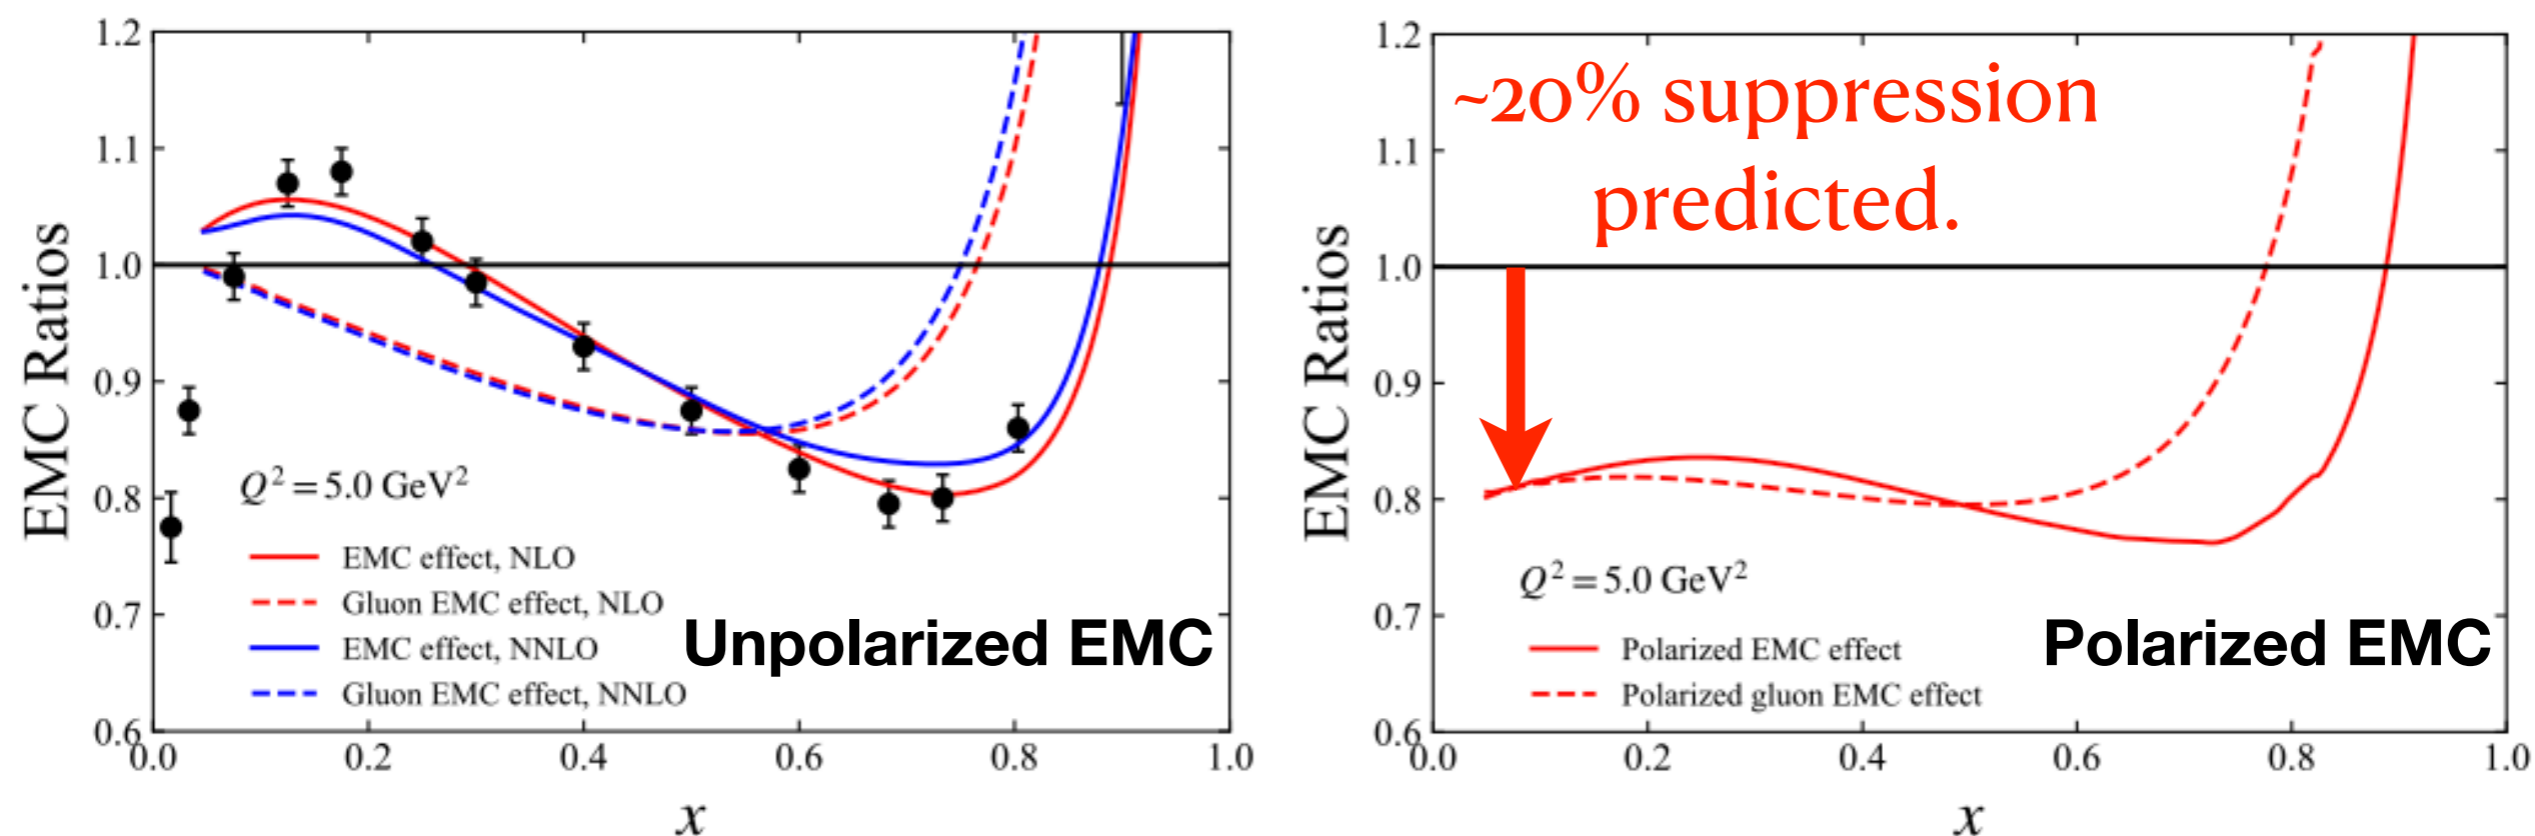 EMC Ratios
1.2
1.1
1.0
0.9
0.8
0.7
0.6
Q² = 5.0 GeV²
EMC effect, NLO
Gluon EMC effect, NLO
EMC effect, NNLO
Gluon EMC effect, NNLO
Unpolarized EMC
0.0 0.2 0.4 0.6 0.8 1.0
x
EMC Ratios
1.2
1.1
1.0
0.9
0.8
0.7
0.6
~20% suppression
predicted.
Q² = 5.0 GeV²
Polarized EMC effect
Polarized gluon EMC effect
Polarized EMC
0.0 0.2 0.4 0.6 0.8 1.0
x